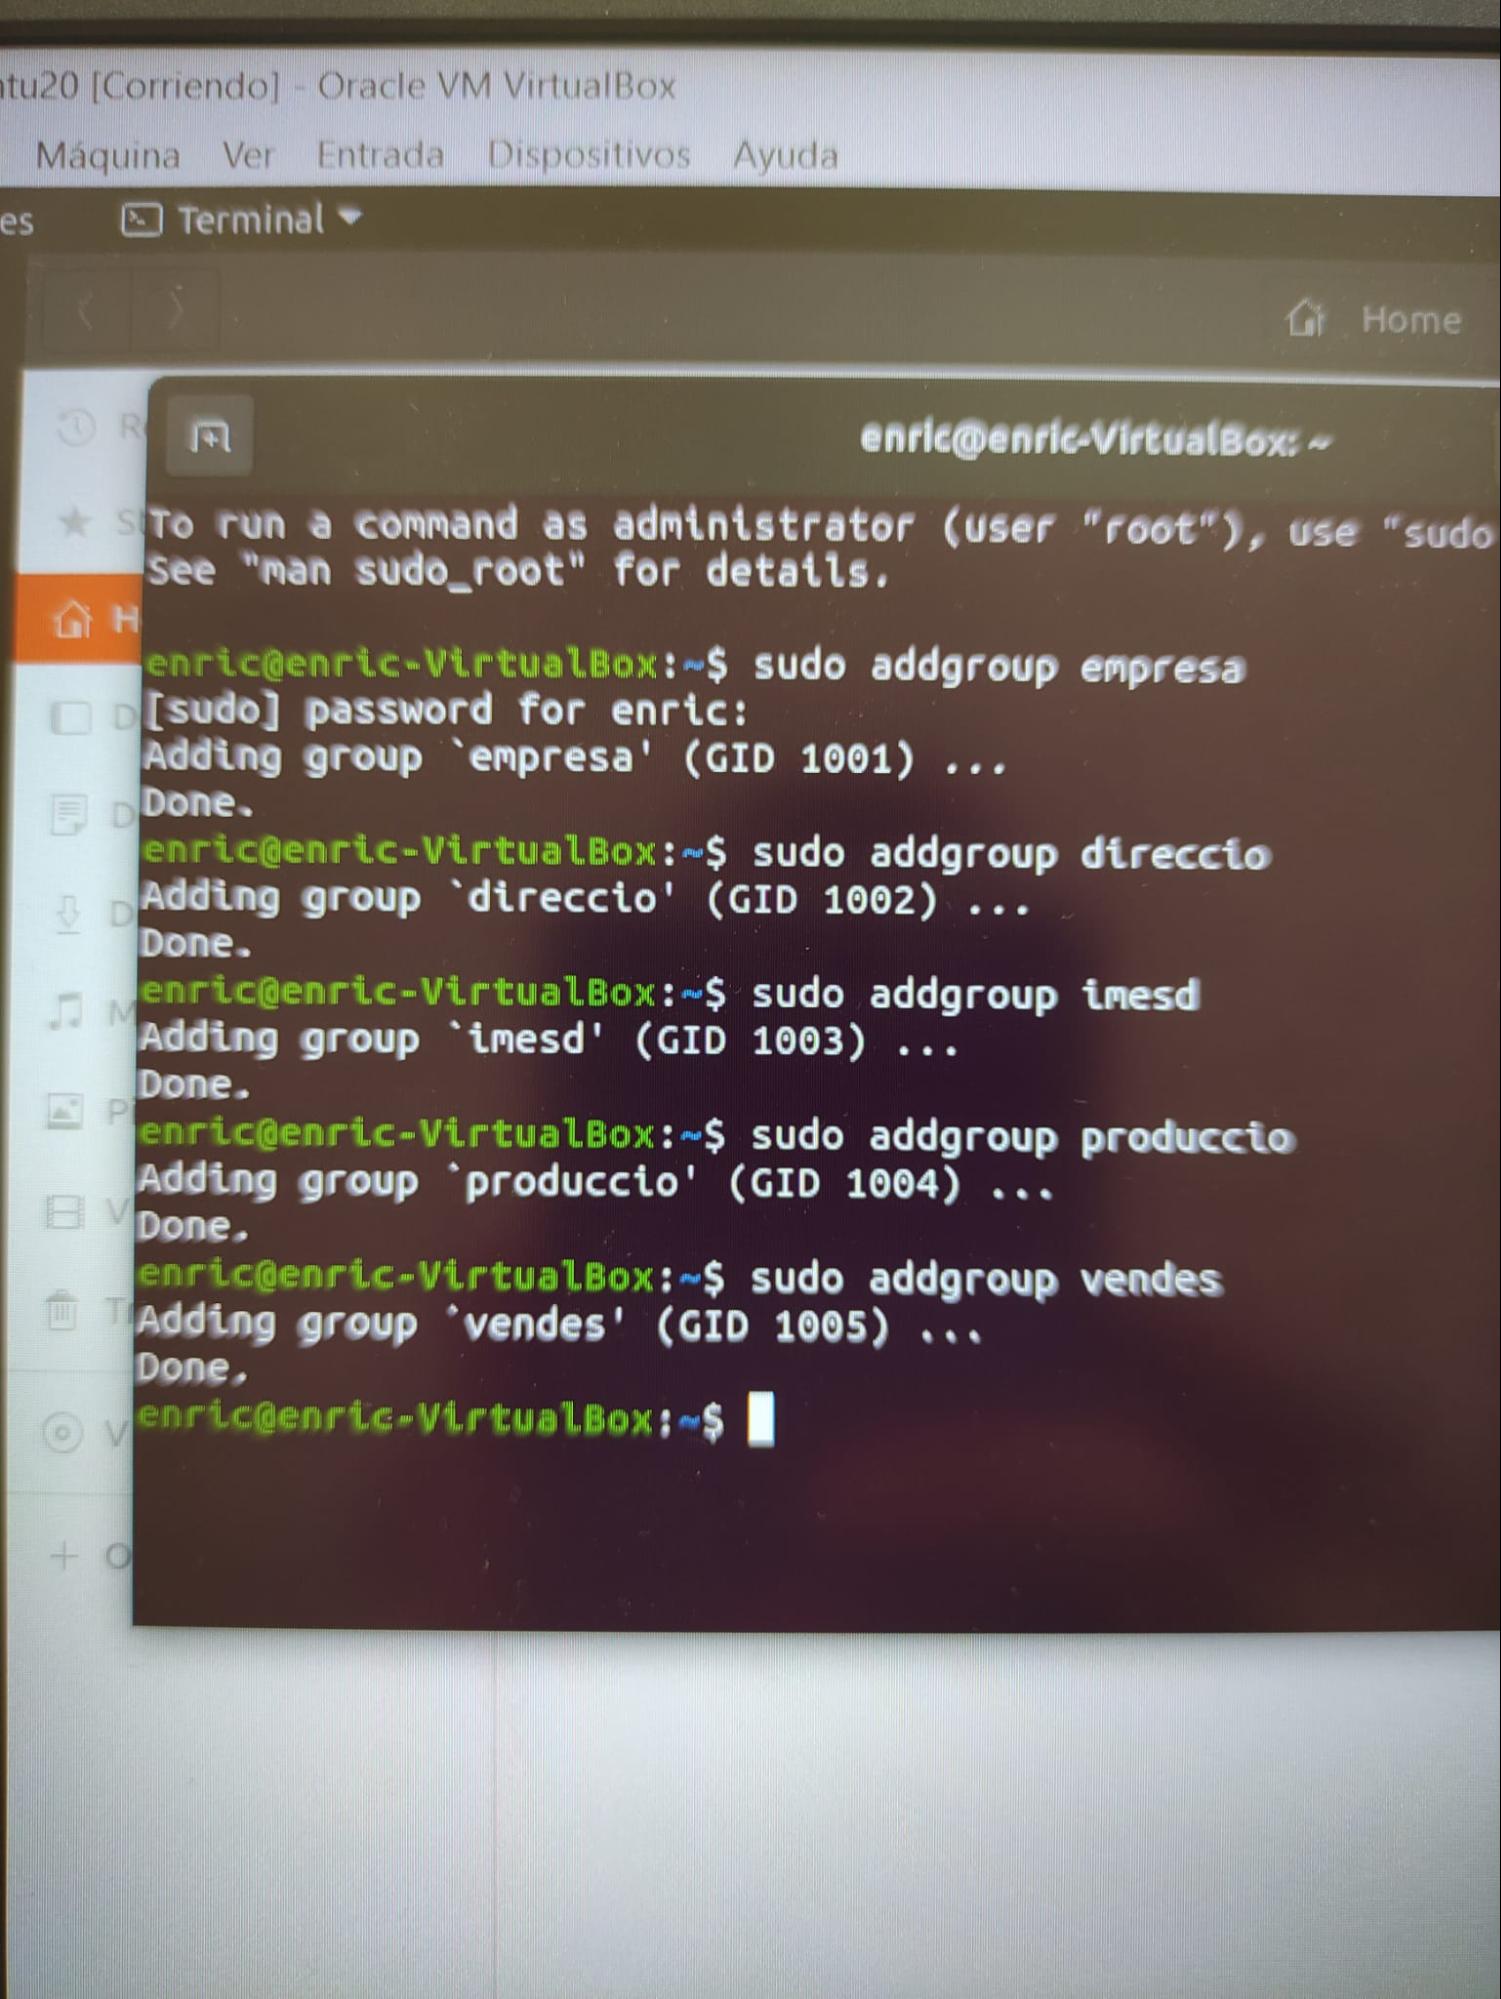 ntu20 [Corriendo] - Oracle VM VirtualBox
Máquina Ver Entrada Dispositivos Ayuda
es Terminal
Home
enric@enric-VirtualBox: ~
R
S
H
D
D
D
M
P
V
Tr
V
O
To run a command as administrator (user "root"), use "sudo
See "man sudo_root" for details.
enric@enric-VirtualBox:~$ sudo addgroup empresa
[sudo] password for enric:
Adding group `empresa' (GID 1001) ...
Done.
enric@enric-VirtualBox:~$ sudo addgroup direccio
Adding group `direccio' (GID 1002) ...
Done.
enric@enric-VirtualBox:~$ sudo addgroup imesd
Adding group `imesd' (GID 1003) ...
Done.
enric@enric-VirtualBox:~$ sudo addgroup produccio
Adding group `produccio' (GID 1004) ...
Done.
enric@enric-VirtualBox:~$ sudo addgroup vendes
Adding group `vendes' (GID 1005) ...
Done.
enric@enric-VirtualBox:~$